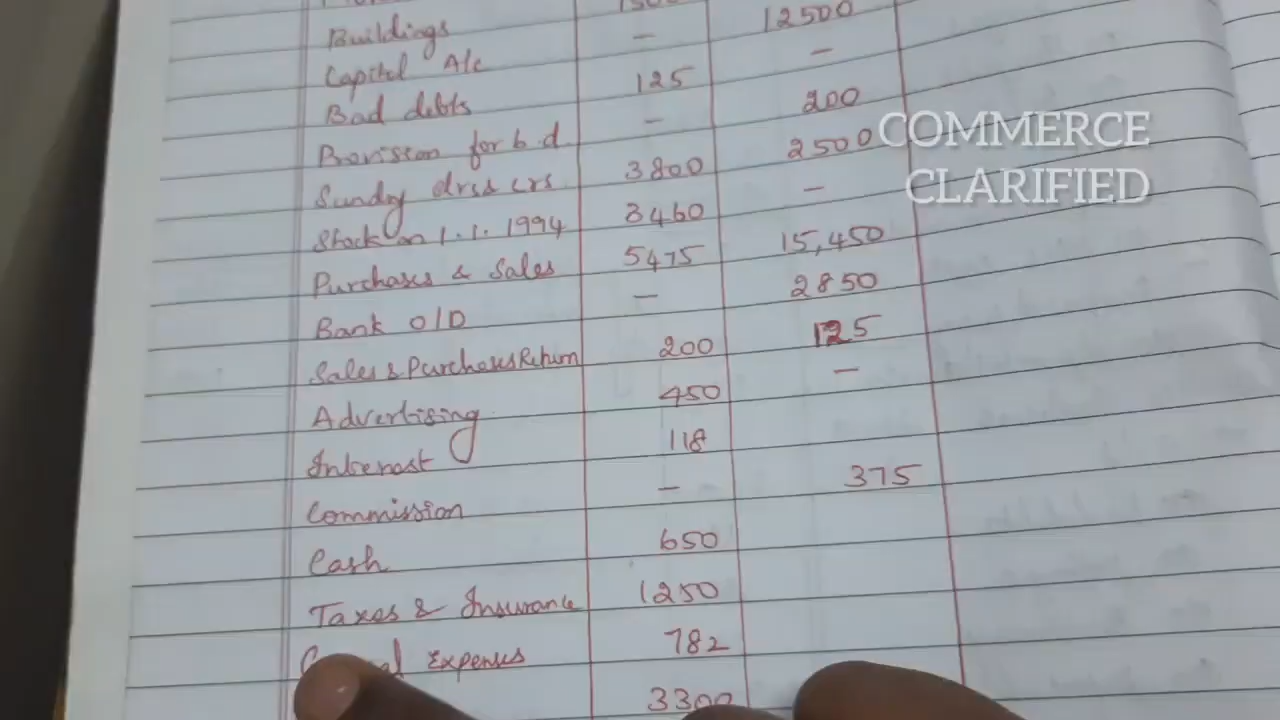 Buildings
Capital A/c — 12500
Bad debts 125 —
Provision for b.d. — 200
Sundry drs & crs 3800 2500
Stock on 1.1.1994 3460 —
Purchases & Sales 5475 15,450
Bank O/D — 2850
Sales & Purchases Return 200 125
Advertising 450 —
Interest 118
Commission — 375
Cash 650
Taxes & Insurance 1250
Expenses 782
3300
COMMERCE
CLARIFIED